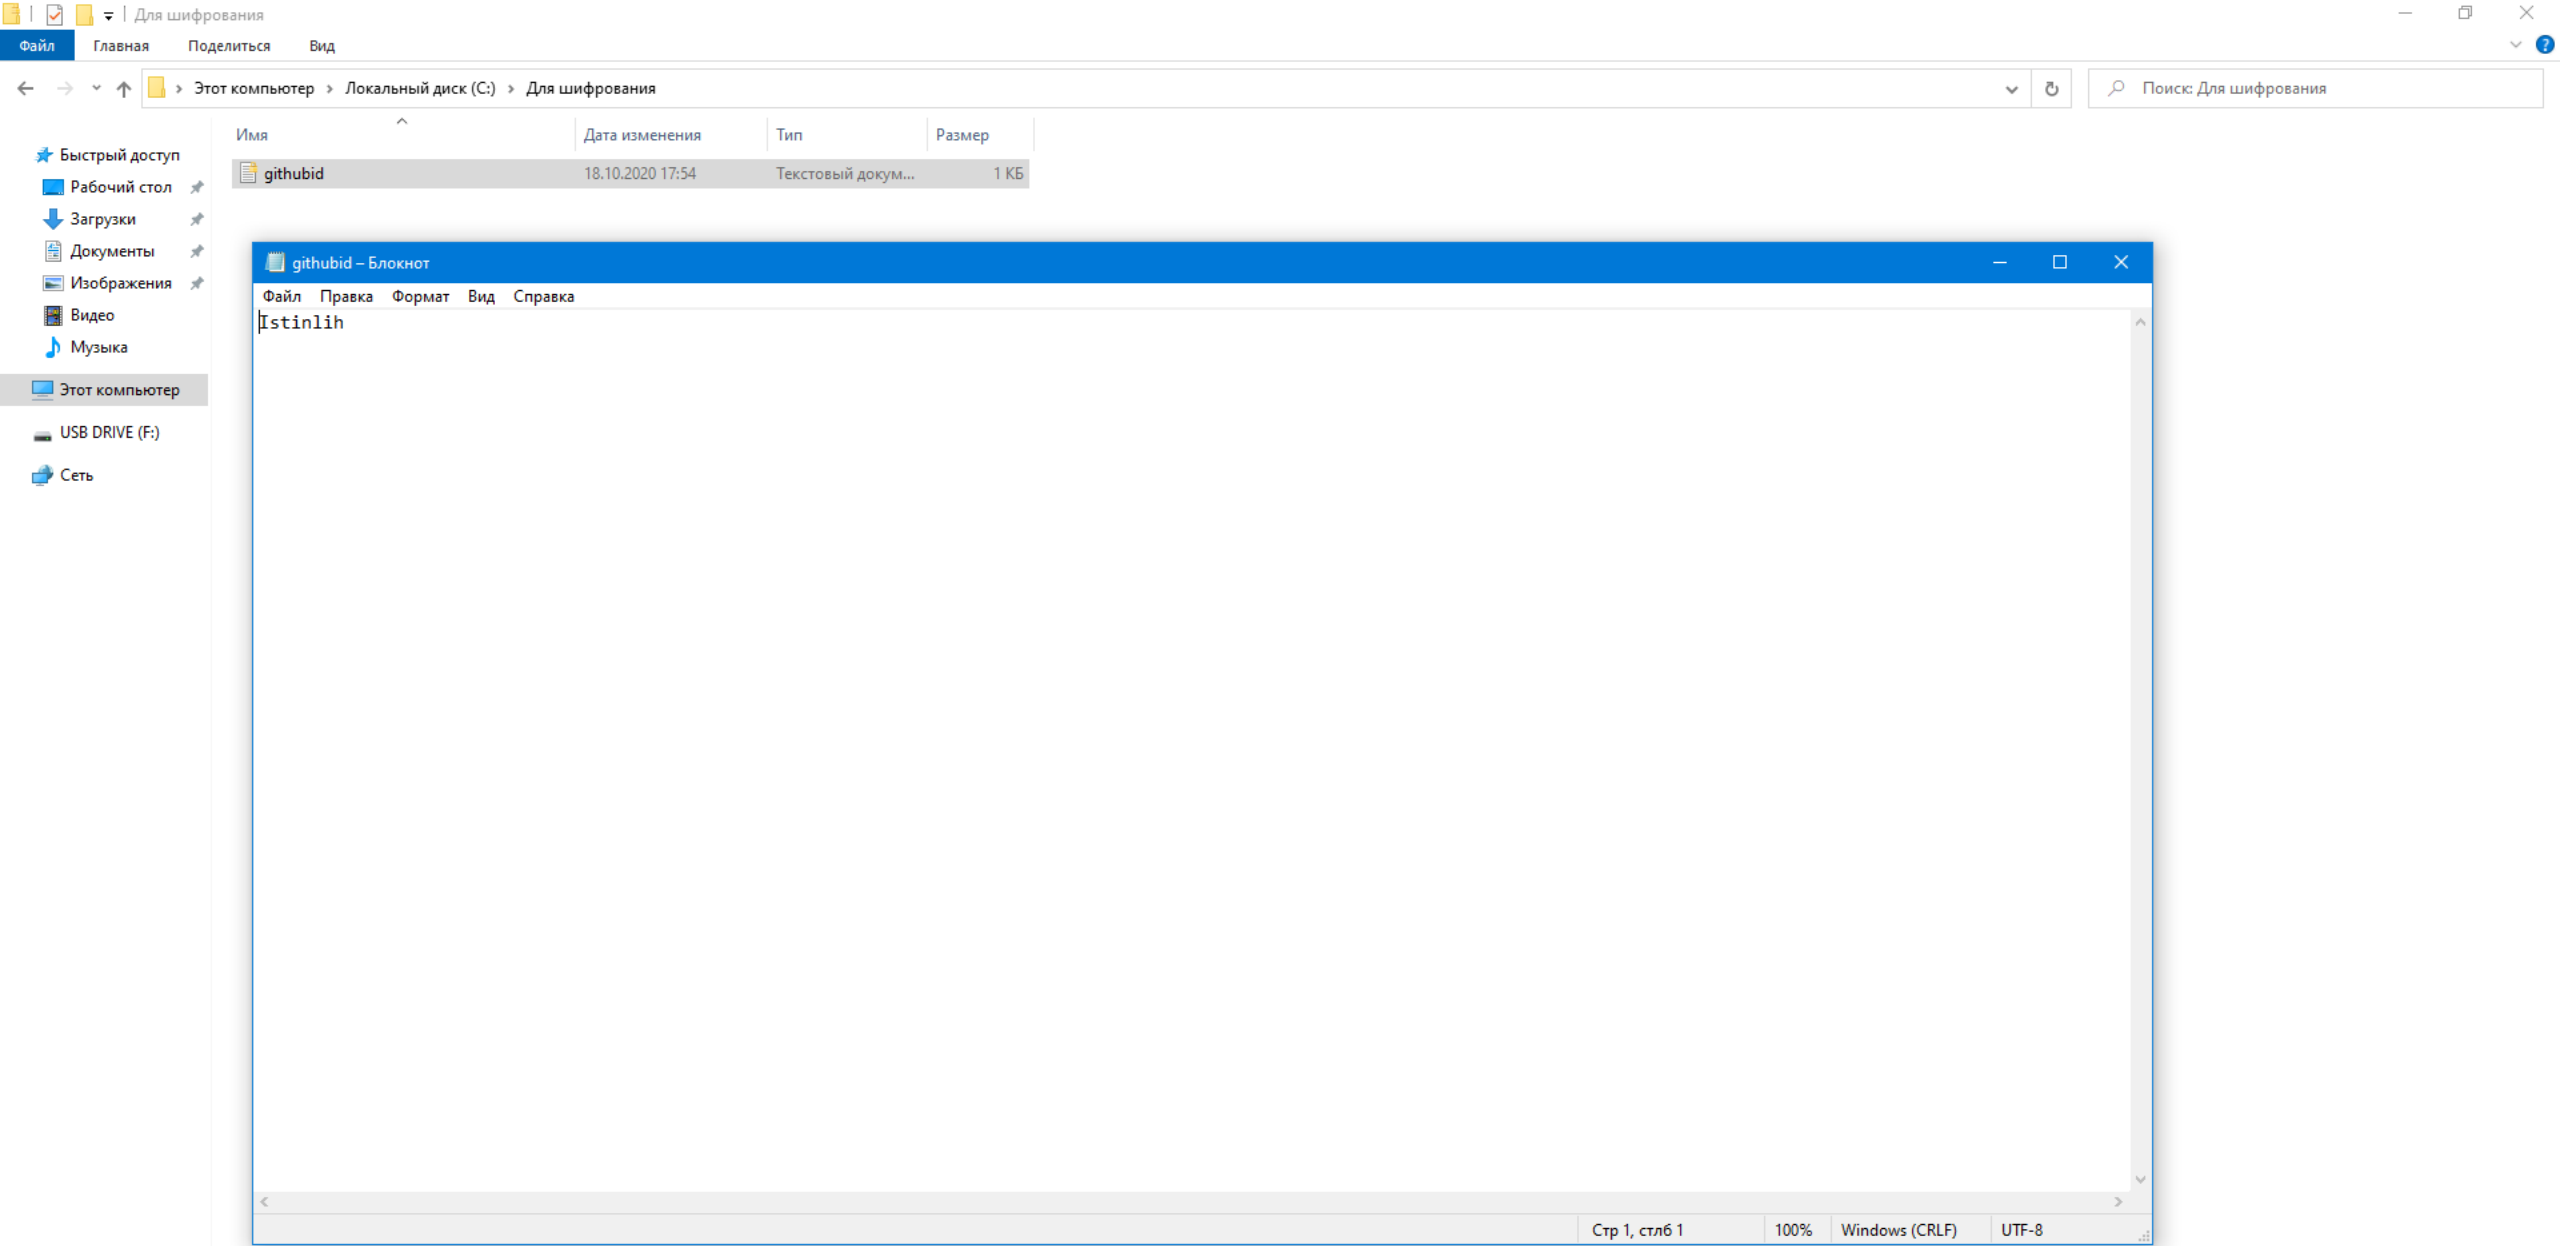 Для шифрования
Файл Главная Поделиться Вид
Этот компьютер Локальный диск (C:) Для шифрования Поиск: Для шифрования
Имя Дата изменения Тип Размер
githubid 18.10.2020 17:54 Текстовый докум... 1 КБ
Быстрый доступ
Рабочий стол
Загрузки
Документы
Изображения
Видео
Музыка
Этот компьютер
USB DRIVE (F:)
Сеть
githubid – Блокнот
Файл Правка Формат Вид Справка
Istinlih
Стр 1, стлб 1 100% Windows (CRLF) UTF-8